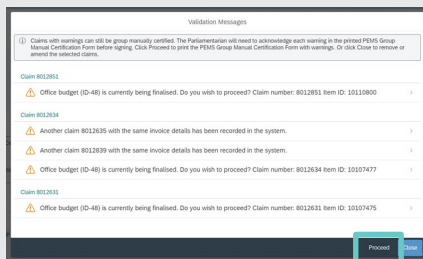 Validation Messages
Claims with warnings can still be group manually certified. The Parliamentarian will need to acknowledge each warning in the printed PEMS Group
Manual Certification Form before signing. Click Proceed to print the PEMS Group Manual Certification Form with warnings. Or click Close to remove or
amend the selected claims.
Claim 8012851
Office budget (ID-48) is currently being finalised. Do you wish to proceed? Claim number: 8012851 Item ID: 10110800
Claim 8012634
Another claim 8012635 with the same invoice details has been recorded in the system.
Another claim 8012839 with the same invoice details has been recorded in the system.
Office budget (ID-48) is currently being finalised. Do you wish to proceed? Claim number: 8012634 Item ID: 10107477
Claim 8012631
Office budget (ID-48) is currently being finalised. Do you wish to proceed? Claim number: 8012631 Item ID: 10107475
Proceed Close